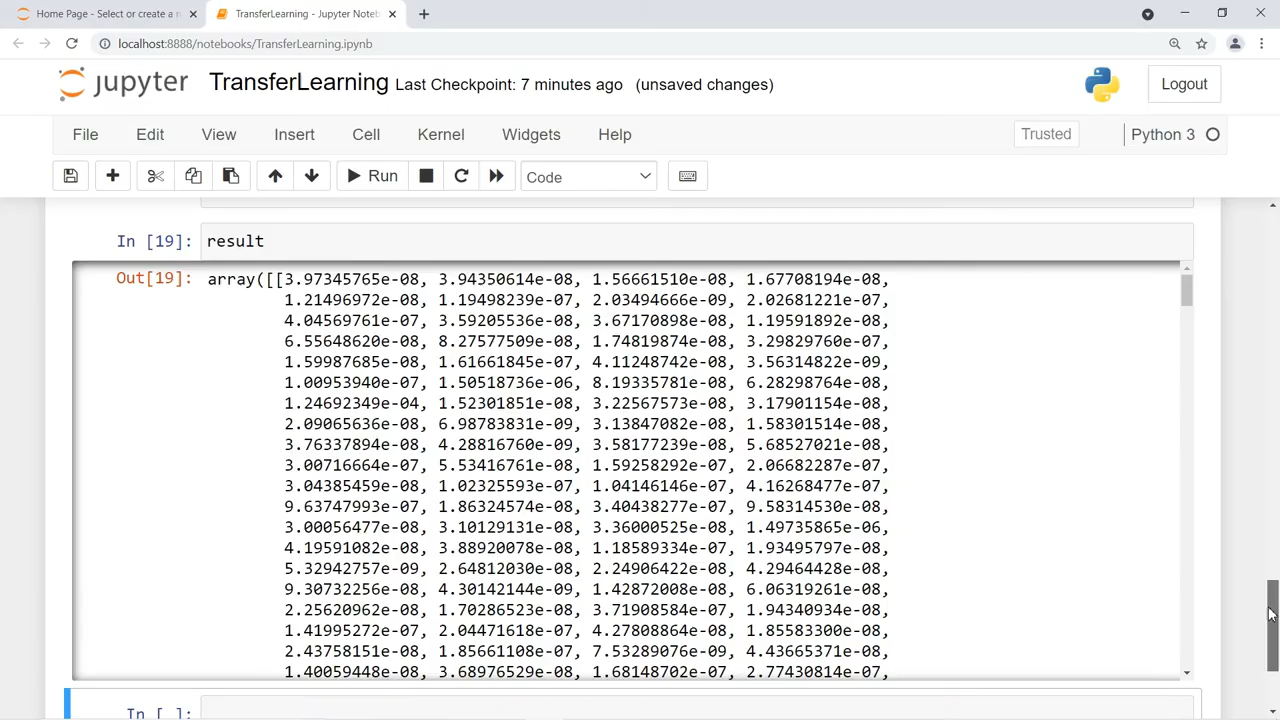 Home Page - Select or create a n
TransferLearning - Jupyter Noteb
localhost:8888/notebooks/TransferLearning.ipynb
jupyter TransferLearning Last Checkpoint: 7 minutes ago (unsaved changes) Logout
File Edit View Insert Cell Kernel Widgets Help Trusted Python 3
Run Code
In [19]: result
Out[19]: array([[3.97345765e-08, 3.94350614e-08, 1.56661510e-08, 1.67708194e-08,
1.21496972e-08, 1.19498239e-07, 2.03494666e-09, 2.02681221e-07,
4.04569761e-07, 3.59205536e-08, 3.67170898e-08, 1.19591892e-08,
6.55648620e-08, 8.27577509e-08, 1.74819874e-08, 3.29829760e-07,
1.59987685e-08, 1.61661845e-07, 4.11248742e-08, 3.56314822e-09,
1.00953940e-07, 1.50518736e-06, 8.19335781e-08, 6.28298764e-08,
1.24692349e-04, 1.52301851e-08, 3.22567573e-08, 3.17901154e-08,
2.09065636e-08, 6.98783831e-09, 3.13847082e-08, 1.58301514e-08,
3.76337894e-08, 4.28816760e-09, 3.58177239e-08, 5.68527021e-08,
3.00716664e-07, 5.53416761e-08, 1.59258292e-07, 2.06682287e-07,
3.04385459e-08, 1.02325593e-07, 1.04146146e-07, 4.16268477e-07,
9.63747993e-07, 1.86324574e-08, 3.40438277e-07, 9.58314530e-08,
3.00056477e-08, 3.10129131e-08, 3.36000525e-08, 1.49735865e-06,
4.19591082e-08, 3.88920078e-08, 1.18589334e-07, 1.93495797e-08,
5.32942757e-09, 2.64812030e-08, 2.24906422e-08, 4.29464428e-08,
9.30732256e-08, 4.30142144e-09, 1.42872008e-08, 6.06319261e-08,
2.25620962e-08, 1.70286523e-08, 3.71908584e-07, 1.94340934e-08,
1.41995272e-07, 2.04471618e-07, 4.27808864e-08, 1.85583300e-08,
2.43758151e-08, 1.85661108e-07, 7.53289076e-09, 4.43665371e-08,
1.40059448e-08, 3.68976529e-08, 1.68148702e-07, 2.77430814e-07,
In [ ]: